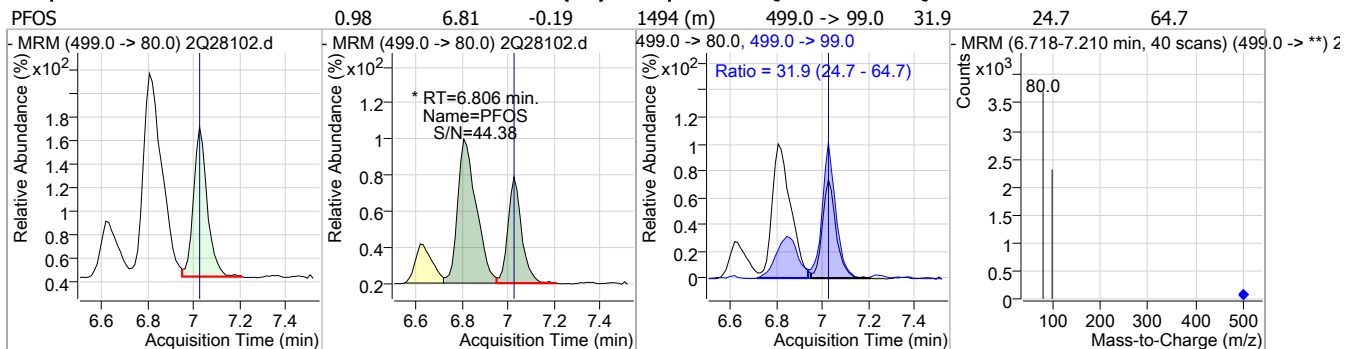 PFOS 0.98 6.81 -0.19 1494 (m) 499.0 -> 99.0 31.9 24.7 64.7
- MRM (499.0 -> 80.0) 2Q28102.d
x10²
Relative Abundance (%)
1.8
1.6
1.4
1.2
1
0.8
0.6
0.4
6.6 6.8 7 7.2 7.4
Acquisition Time (min)
- MRM (499.0 -> 80.0) 2Q28102.d
x10²
Relative Abundance (%)
* RT=6.806 min.
Name=PFOS
S/N=44.38
1.2
1
0.8
0.6
0.4
0.2
6.6 6.8 7 7.2 7.4
Acquisition Time (min)
499.0 -> 80.0, 499.0 -> 99.0
x10²
Relative Abundance (%)
Ratio = 31.9 (24.7 - 64.7)
1.2
1
0.8
0.6
0.4
0.2
0
6.6 6.8 7 7.2 7.4
Acquisition Time (min)
- MRM (6.718-7.210 min, 40 scans) (499.0 -> **) 2
x10³
Counts
80.0
3.5
3
2.5
2
1.5
1
0.5
0
100 200 300 400 500
Mass-to-Charge (m/z)